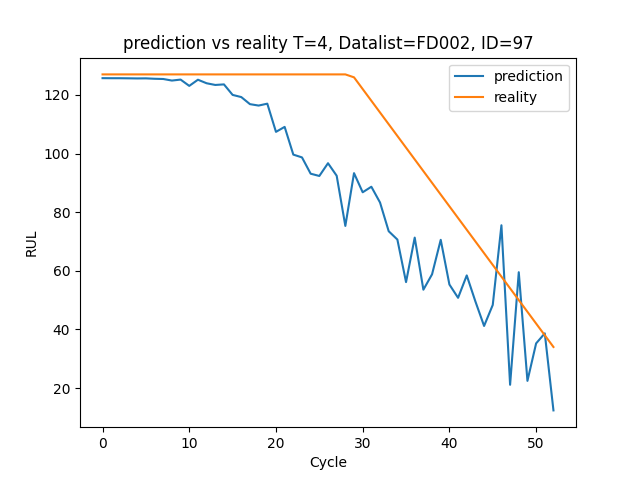 prediction vs reality T=4, Datalist=FD002, ID=97
prediction
reality
RUL
120
100
80
60
40
20
0 10 20 30 40 50
Cycle